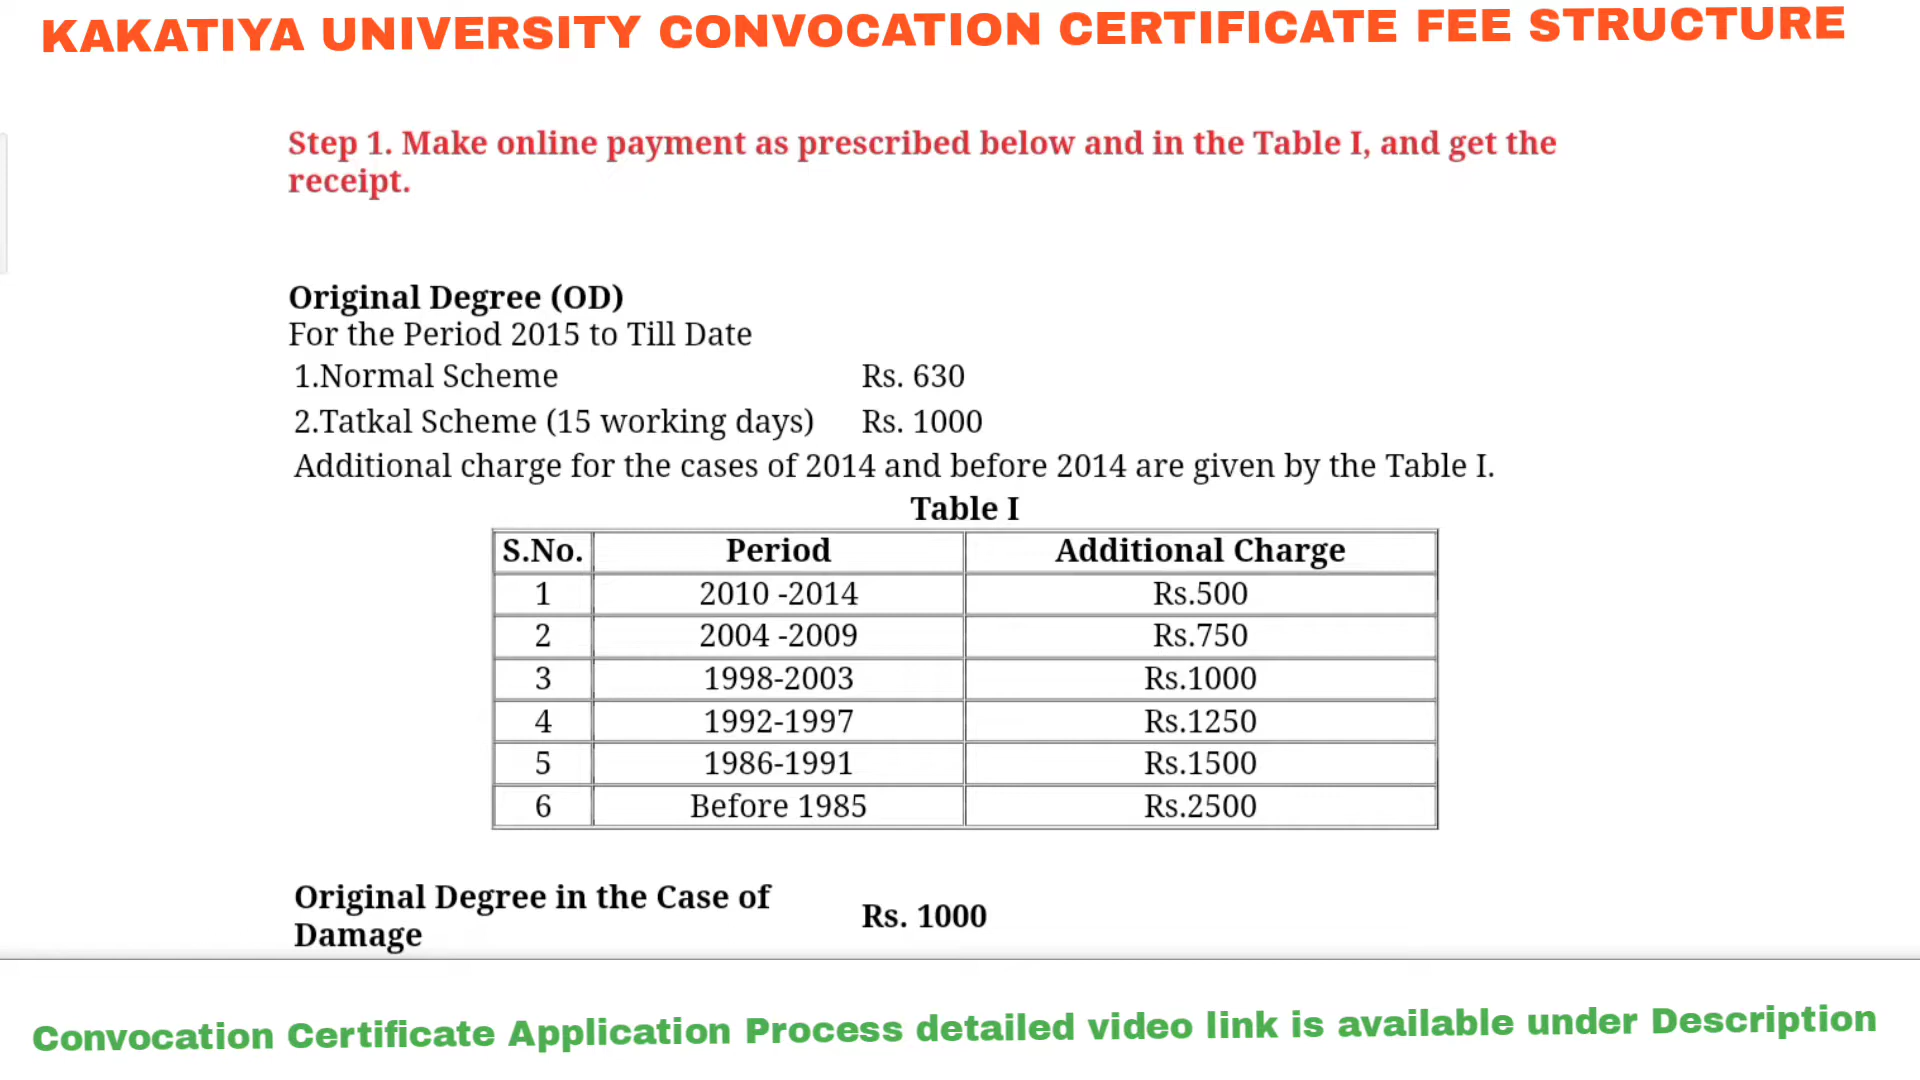 KAKATIYA UNIVERSITY CONVOCATION CERTIFICATE FEE STRUCTURE
Step 1. Make online payment as prescribed below and in the Table I, and get the
receipt.
Original Degree (OD)
For the Period 2015 to Till Date
1.Normal Scheme Rs. 630
2.Tatkal Scheme (15 working days) Rs. 1000
Additional charge for the cases of 2014 and before 2014 are given by the Table I.
Table I
S.No. Period Additional Charge
1 2010 -2014 Rs.500
2 2004 -2009 Rs.750
3 1998-2003 Rs.1000
4 1992-1997 Rs.1250
5 1986-1991 Rs.1500
6 Before 1985 Rs.2500
Original Degree in the Case of
Damage Rs. 1000
Convocation Certificate Application Process detailed video link is available under Description